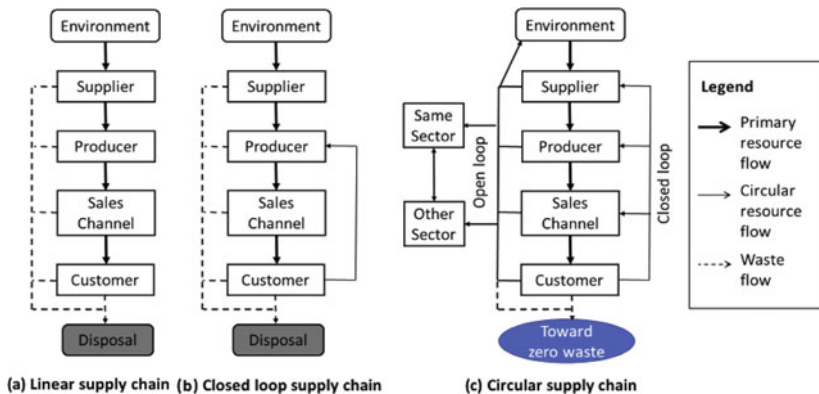 Environment
Supplier
Producer
Sales
Channel
Customer
Disposal
(a) Linear supply chain
Environment
Supplier
Producer
Sales
Channel
Customer
Disposal
(b) Closed loop supply chain
Environment
Supplier
Same
Sector
Producer
Open loop
Closed loop
Other
Sector
Sales
Channel
Customer
Toward
zero waste
(c) Circular supply chain
Legend
Primary
resource
flow
Circular
resource
flow
Waste
flow